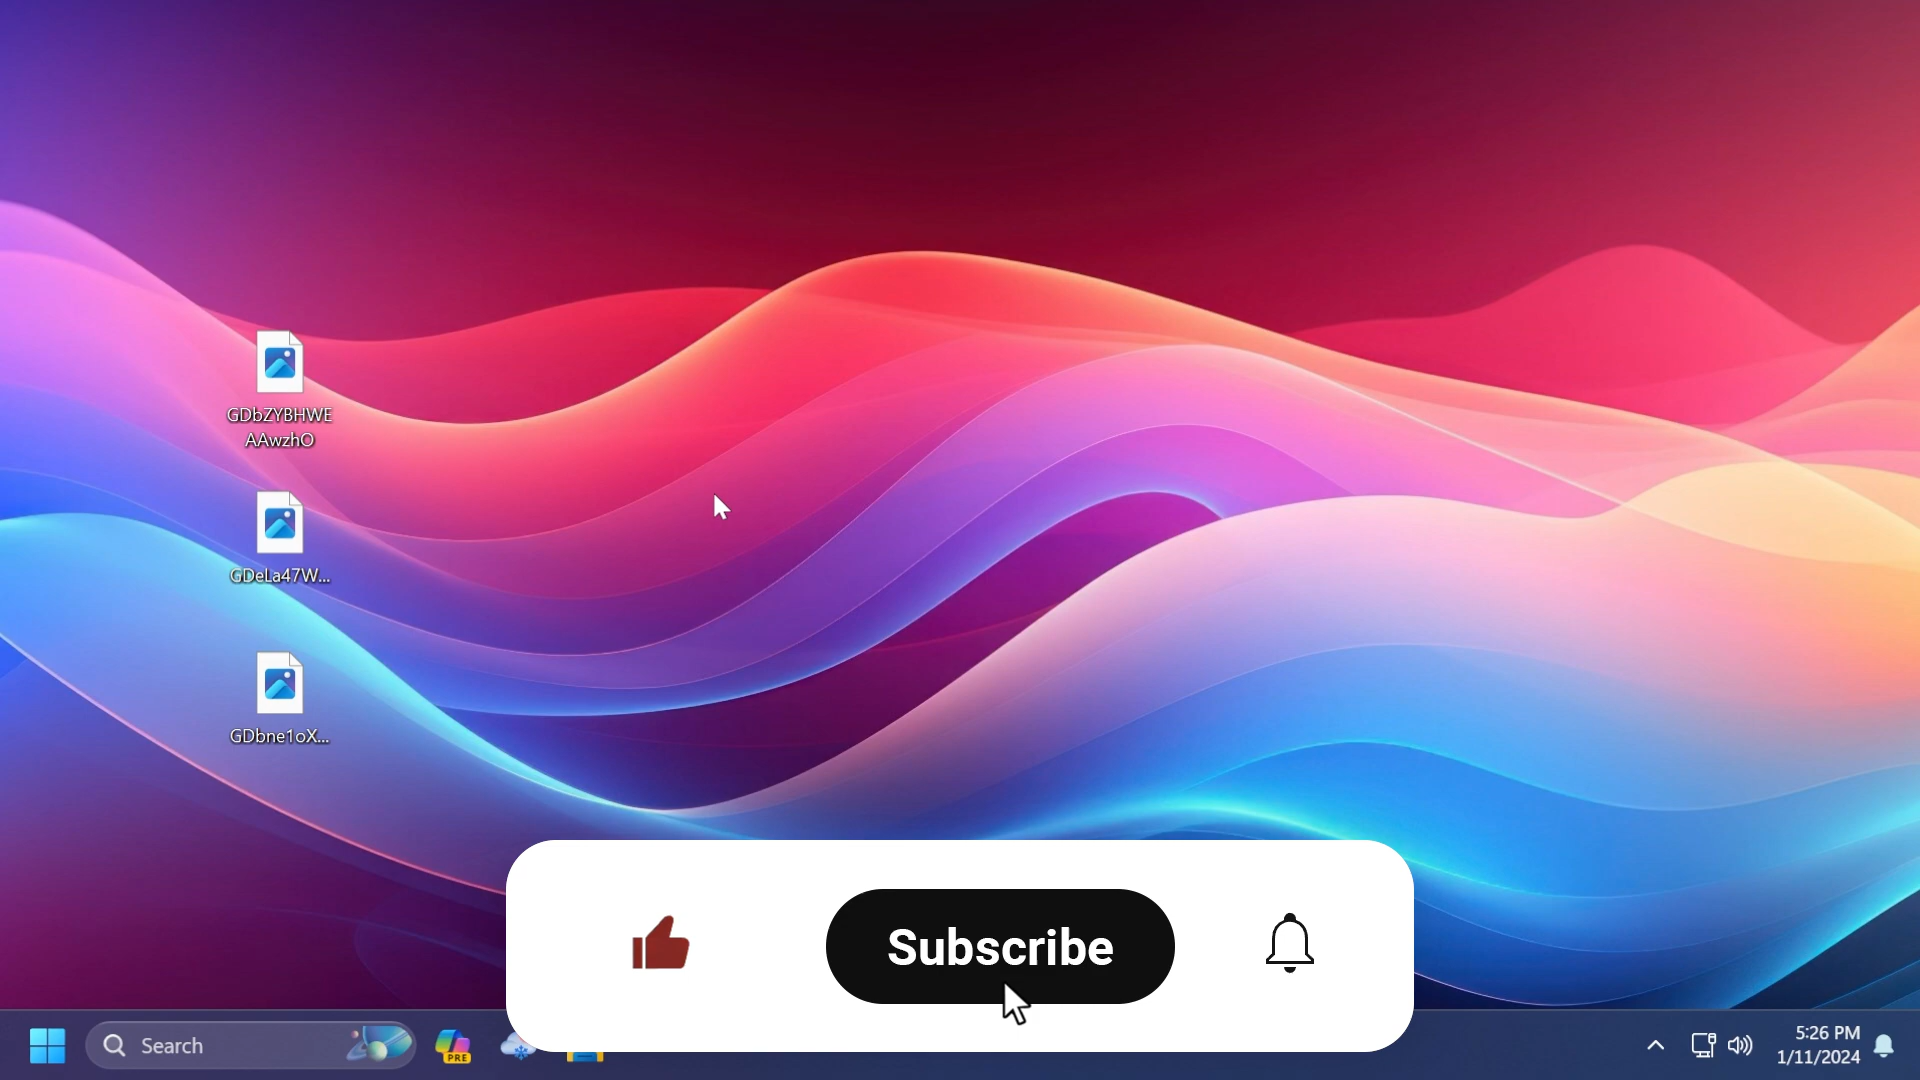 GDbZYBHWE
AAwzhO
GDeLa47W...
GDbne1oX...
Subscribe
Search
PRE
5:26 PM
1/11/2024